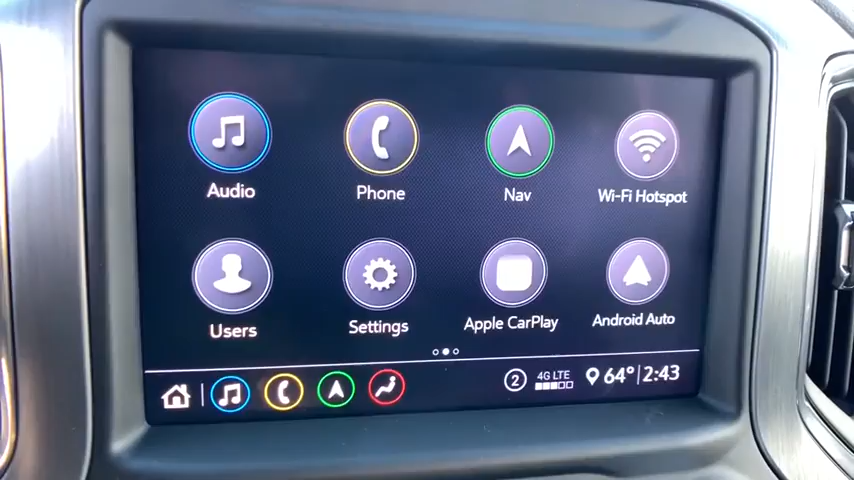 Audio Phone Nav Wi-Fi Hotspot
Users Settings Apple CarPlay Android Auto
2 4G LTE 64° 2:43